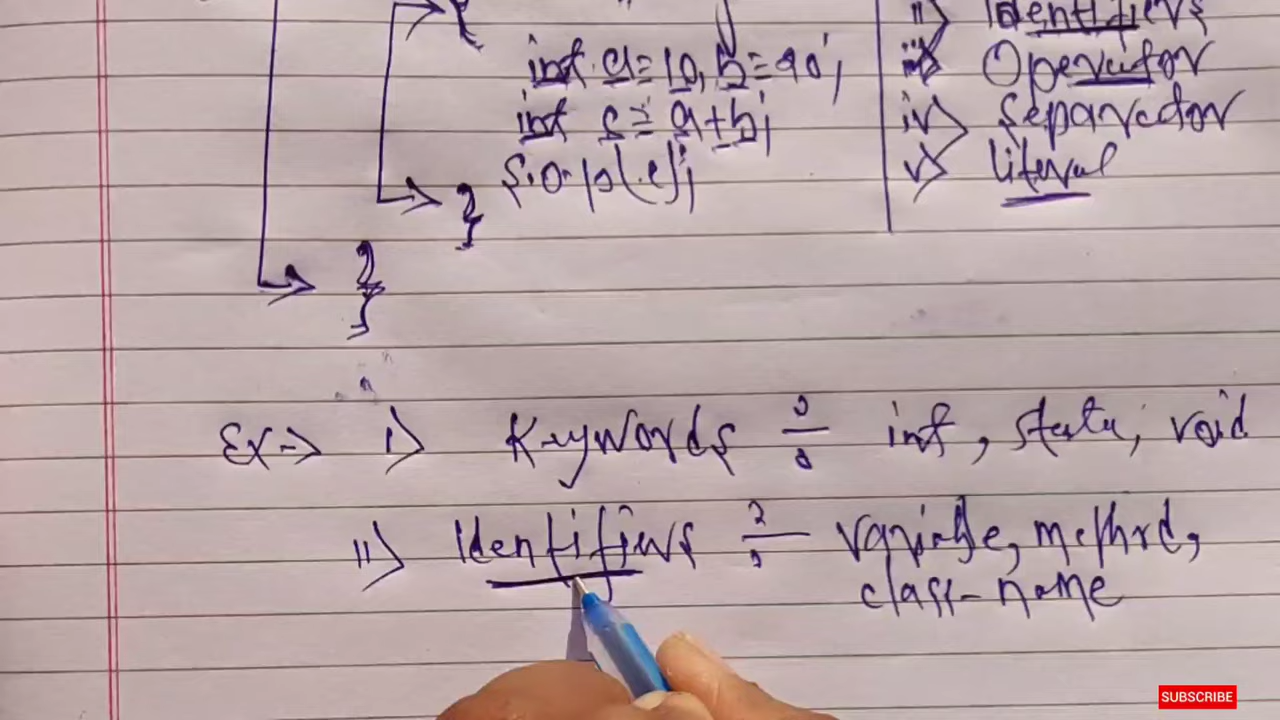 {
int a = 10, b = 90;
int c = a + b;
S.o.p(c);
}
}
ii> Identifiers
iii> Operator
iv> Separator
v> literal
Ex-> i> Keywords :- int, static, void
ii> Identifiers :- variable, method,
class-name
SUBSCRIBE